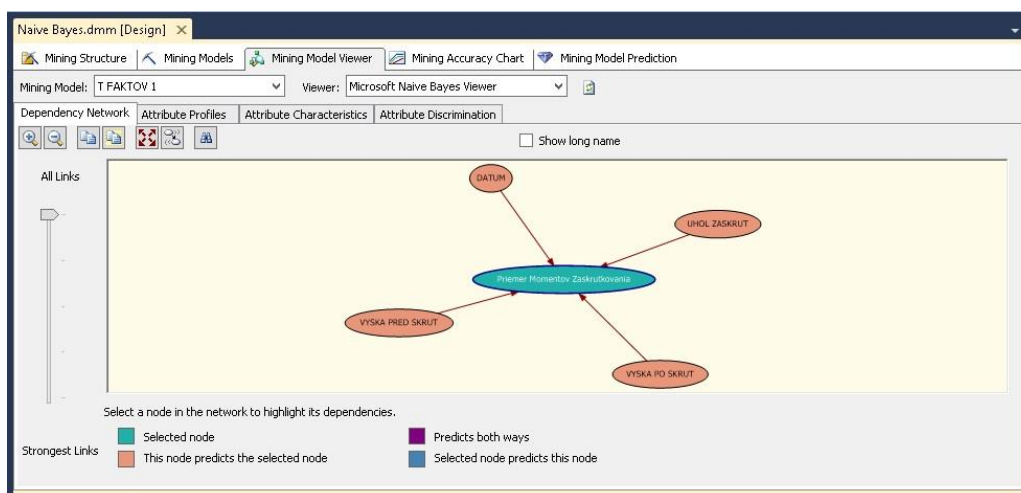 Naive Bayes.dmm [Design]
Mining Structure Mining Models Mining Model Viewer Mining Accuracy Chart Mining Model Prediction
Mining Model: T FAKTOV 1 Viewer: Microsoft Naive Bayes Viewer
Dependency Network Attribute Profiles Attribute Characteristics Attribute Discrimination
Show long name
All Links
DATUM
UHOL ZASKRUT
Priemer Momentov Zaskrutkovania
VYSKA PRED SKRUT
VYSKA PO SKRUT
Select a node in the network to highlight its dependencies.
Selected node Predicts both ways
Strongest Links This node predicts the selected node Selected node predicts this node